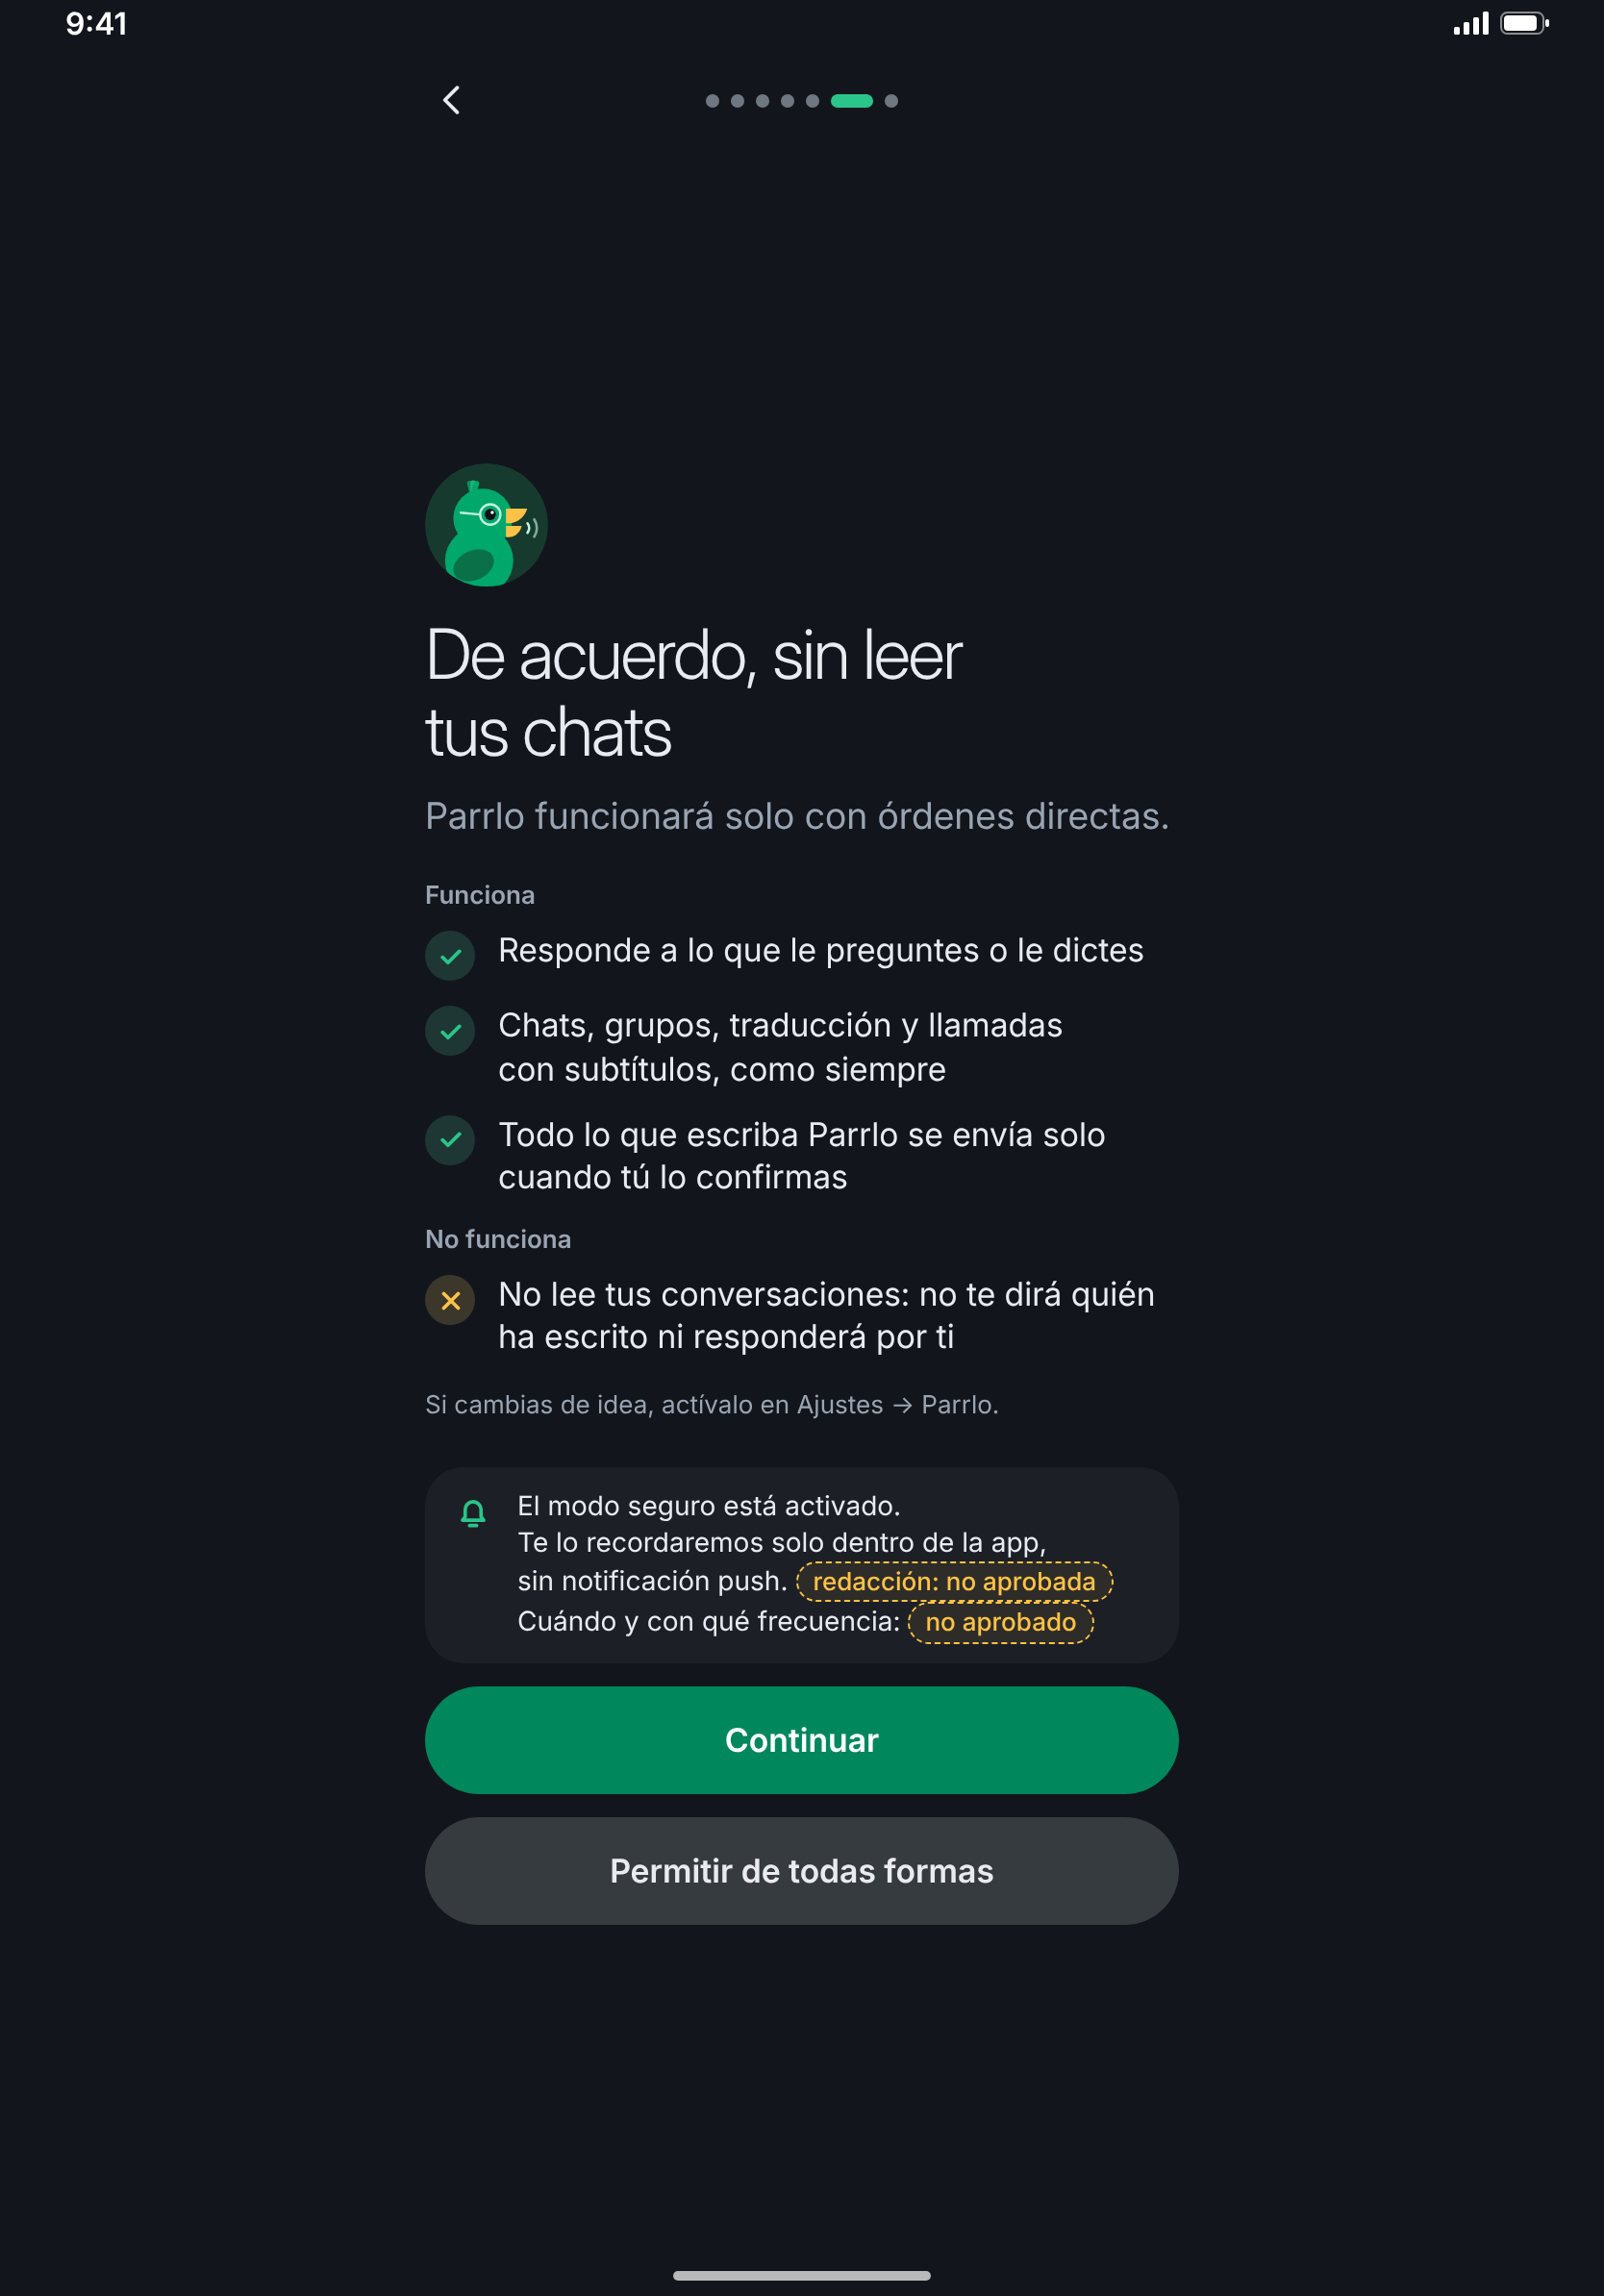 9:41
De acuerdo, sin leer
tus chats
Parrlo funcionará solo con órdenes directas.
Funciona
Responde a lo que le preguntes o le dictes
Chats, grupos, traducción y llamadas
con subtítulos, como siempre
Todo lo que escriba Parrlo se envía solo
cuando tú lo confirmas
No funciona
No lee tus conversaciones: no te dirá quién
ha escrito ni responderá por ti
Si cambias de idea, actívalo en Ajustes → Parrlo.
El modo seguro está activado.
Te lo recordaremos solo dentro de la app,
sin notificación push. redacción: no aprobada
Cuándo y con qué frecuencia: no aprobado
Continuar
Permitir de todas formas